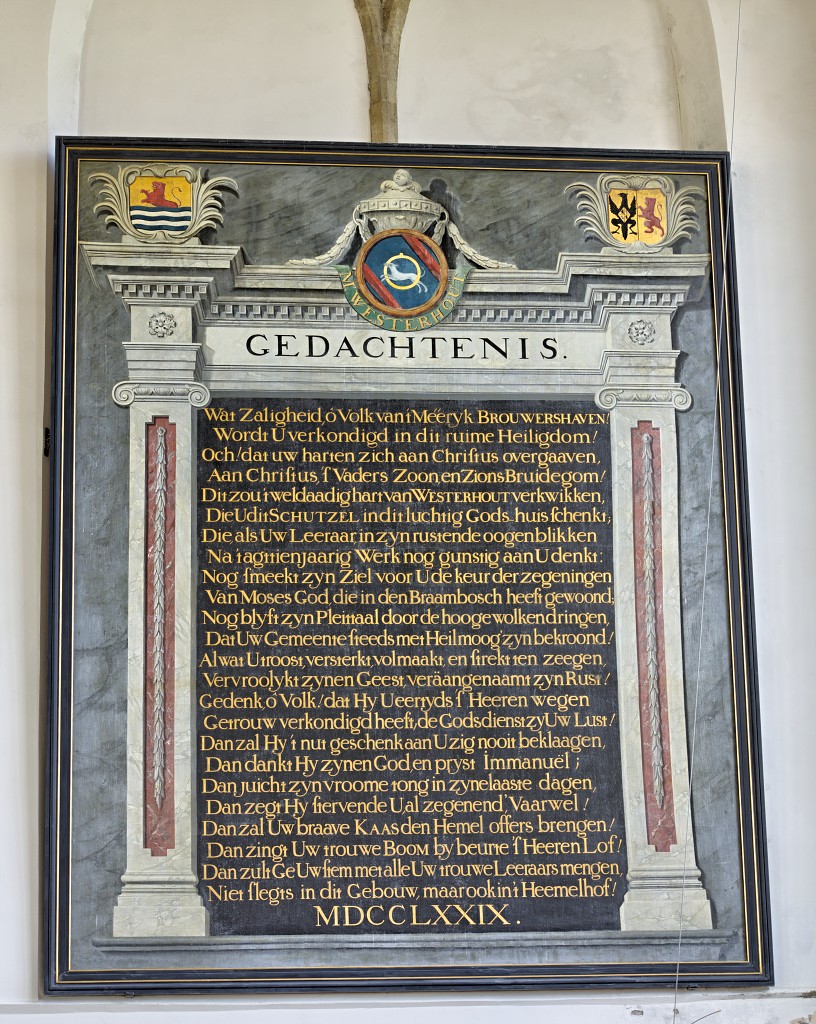 M WESTERHOUT
GEDACHTENIS.
Wat Zaligheid, ó Volk van 't Meeryk BROUWERSHAVEN!
Wordt U verkondigd in dit ruime Heiligdom!
Och! dat uw harten zich aan Christus overgaaven,
Aan Christus, 's Vaders Zoon, en Zions Bruidegom!
Dit zou 't weldaadig hart van WESTERHOUT verkwikken,
Die U dit SCHUTZEL in dit luchtig Gods-huis schenkt;
Die als Uw Leeraar, in zyn rustende oogenblikken
Na tagttienjaarig Werk nog gunstig aan U denkt:
Nog smeekt zyn Ziel voor U de keur der zegeningen
Van Moses God, die in den Braambosch heeft gewoond;
Nog blyft zyn Pleittaal door de hooge wolken dringen,
Dat Uw Gemeente steeds met Heil moog' zyn bekroond!
Al wat U troost, versterkt, volmaakt, en strekt ten zeegen,
Vervroolykt zynen Geest, veräangenaamt zyn Rust!
Gedenk, ó Volk! dat Hy U eertyds 's Heeren wegen
Getrouw verkondigd heeft, de Godsdienst zy Uw Lust!
Dan zal Hy 't nut geschenk aan U zig nooit beklaagen,
Dan dankt Hy zynen God, en pryst Immanuël;
Dan juicht zyn vroome tong in zyne laaste dagen,
Dan zegt Hy stervende U, al zegenend', Vaarwel!
Dan zal Uw braave KAAS den Hemel offers brengen!
Dan zingt Uw trouwe BOOM by beurte 's Heeren Lof!
Dan zult Ge Uw stem met alle Uw trouwe Leeraars mengen,
Niet slegts in dit Gebouw, maar ook in 't Heemelhof!
MDCCLXXIX.